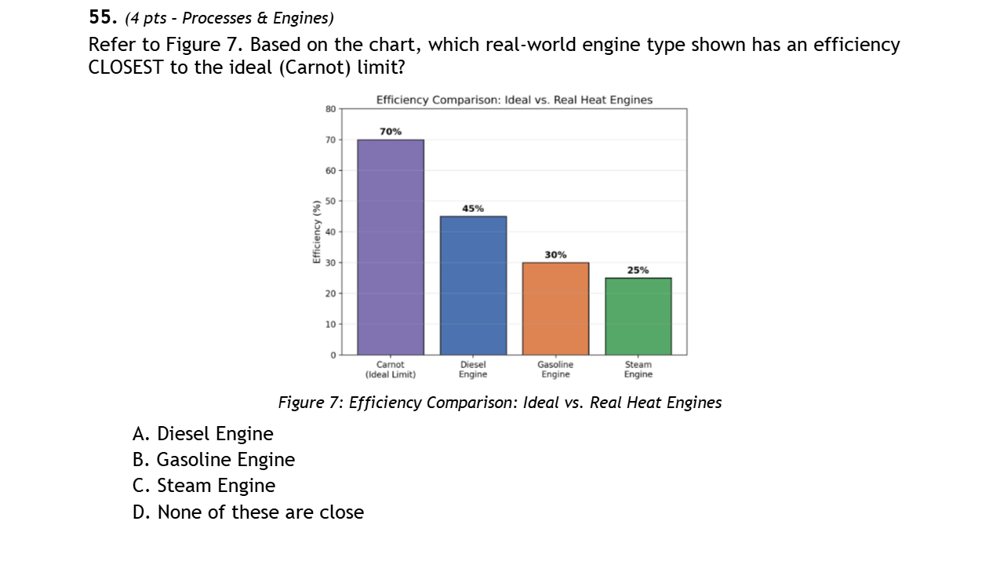 55. (4 pts - Processes & Engines)
Refer to Figure 7. Based on the chart, which real-world engine type shown has an efficiency
CLOSEST to the ideal (Carnot) limit?
Efficiency Comparison: Ideal vs. Real Heat Engines
80
70
60
50
40
30
20
10
0
Efficiency (%)
70%
45%
30%
25%
Carnot
(Ideal Limit)
Diesel
Engine
Gasoline
Engine
Steam
Engine
Figure 7: Efficiency Comparison: Ideal vs. Real Heat Engines
A. Diesel Engine
B. Gasoline Engine
C. Steam Engine
D. None of these are close